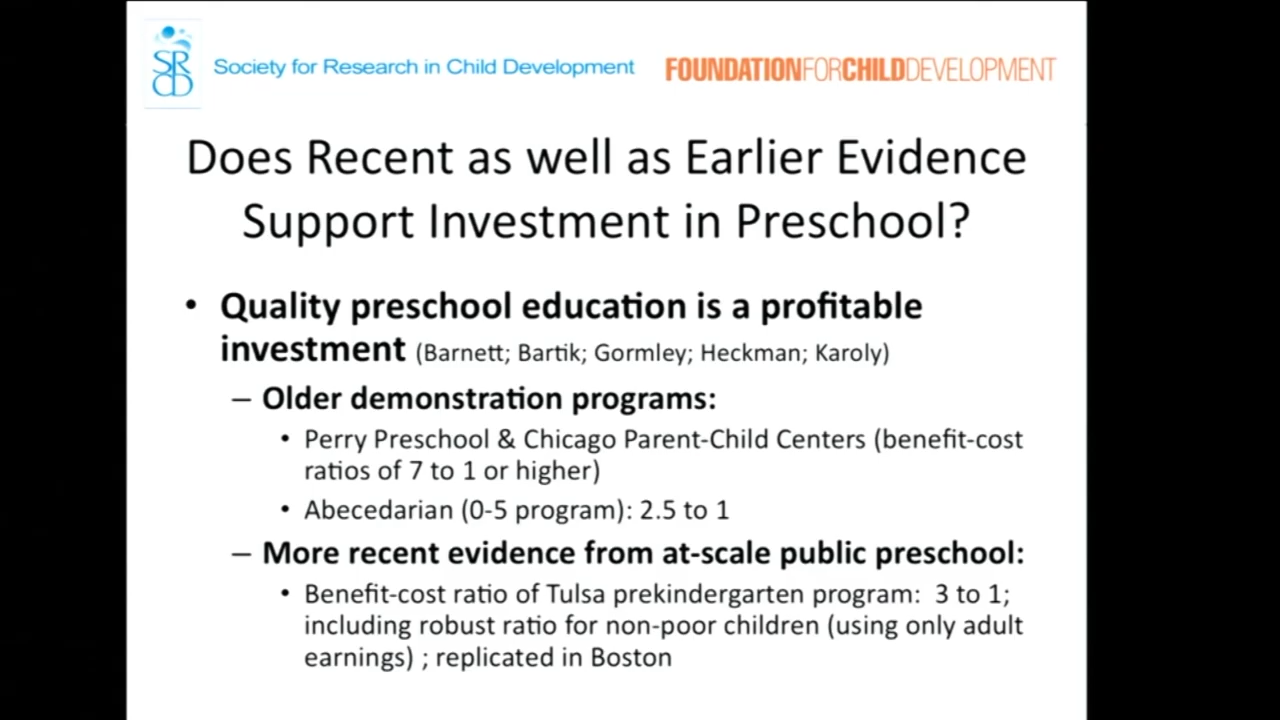 SRCD
Society for Research in Child Development
FOUNDATIONFORCHILDDEVELOPMENT
Does Recent as well as Earlier Evidence
Support Investment in Preschool?
• Quality preschool education is a profitable
investment (Barnett; Bartik; Gormley; Heckman; Karoly)
– Older demonstration programs:
• Perry Preschool & Chicago Parent-Child Centers (benefit-cost
ratios of 7 to 1 or higher)
• Abecedarian (0-5 program): 2.5 to 1
– More recent evidence from at-scale public preschool:
• Benefit-cost ratio of Tulsa prekindergarten program:  3 to 1;
including robust ratio for non-poor children (using only adult
earnings) ; replicated in Boston